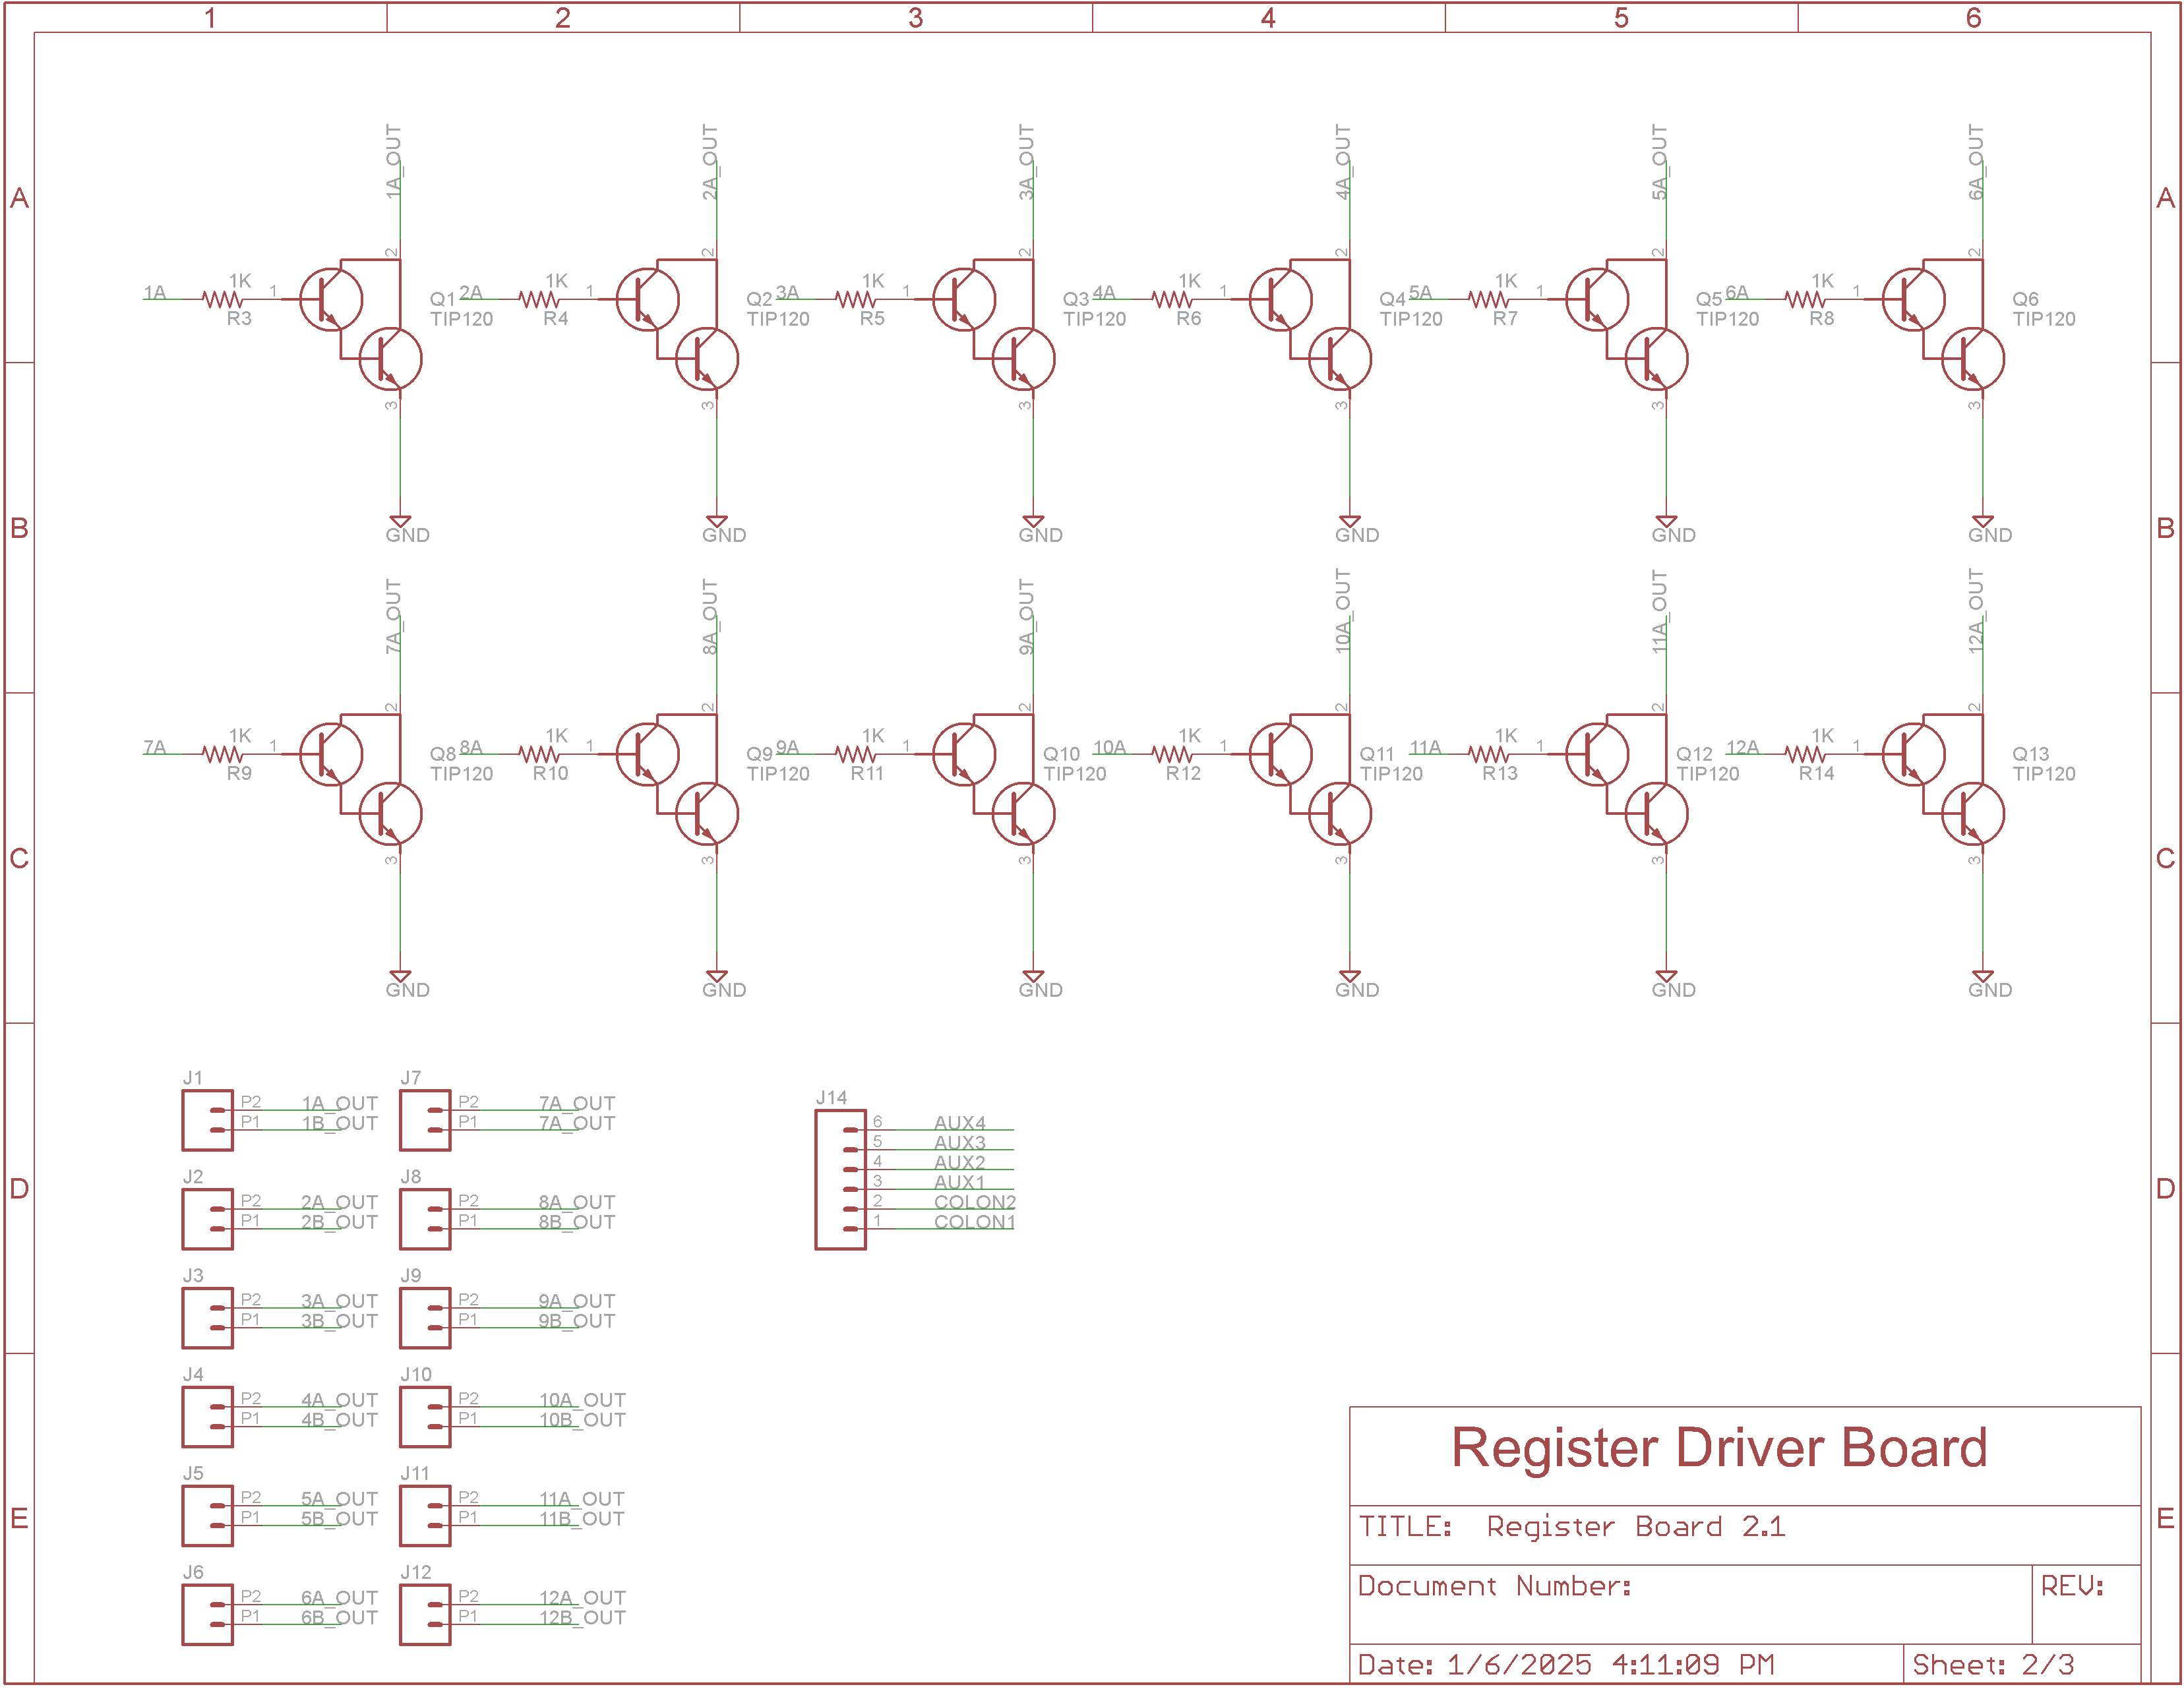 1 2 3 4 5 6
A A
1A_OUT 2A_OUT 3A_OUT 4A_OUT 5A_OUT 6A_OUT
2 2 2 2 2 2
1A 1K 1 Q1 2A 1K 1 Q2 3A 1K 1 Q3 4A 1K 1 Q4 5A 1K 1 Q5 6A 1K 1 Q6
R3 TIP120 R4 TIP120 R5 TIP120 R6 TIP120 R7 TIP120 R8 TIP120
3 3 3 3 3 3
B B
GND GND GND GND GND GND
7A_OUT 8A_OUT 9A_OUT 10A_OUT 11A_OUT 12A_OUT
2 2 2 2 2 2
7A 1K 1 Q8 8A 1K 1 Q9 9A 1K 1 Q10 10A 1K 1 Q11 11A 1K 1 Q12 12A 1K 1 Q13
R9 TIP120 R10 TIP120 R11 TIP120 R12 TIP120 R13 TIP120 R14 TIP120
3 3 3 3 3 3
C C
GND GND GND GND GND GND
D D
J1
P2 1A_OUT
P1 1B_OUT
J2
P2 2A_OUT
P1 2B_OUT
J3
P2 3A_OUT
P1 3B_OUT
J4
P2 4A_OUT
P1 4B_OUT
J5
P2 5A_OUT
P1 5B_OUT
J6
P2 6A_OUT
P1 6B_OUT
J7
P2 7A_OUT
P1 7A_OUT
J8
P2 8A_OUT
P1 8B_OUT
J9
P2 9A_OUT
P1 9B_OUT
J10
P2 10A_OUT
P1 10B_OUT
J11
P2 11A_OUT
P1 11B_OUT
J12
P2 12A_OUT
P1 12B_OUT
J14
6 AUX4
5 AUX3
4 AUX2
3 AUX1
2 COLON2
1 COLON1
E E
Register Driver Board
TITLE: Register Board 2.1
Document Number:
REV:
Date: 1/6/2025 4:11:09 PM
Sheet: 2/3